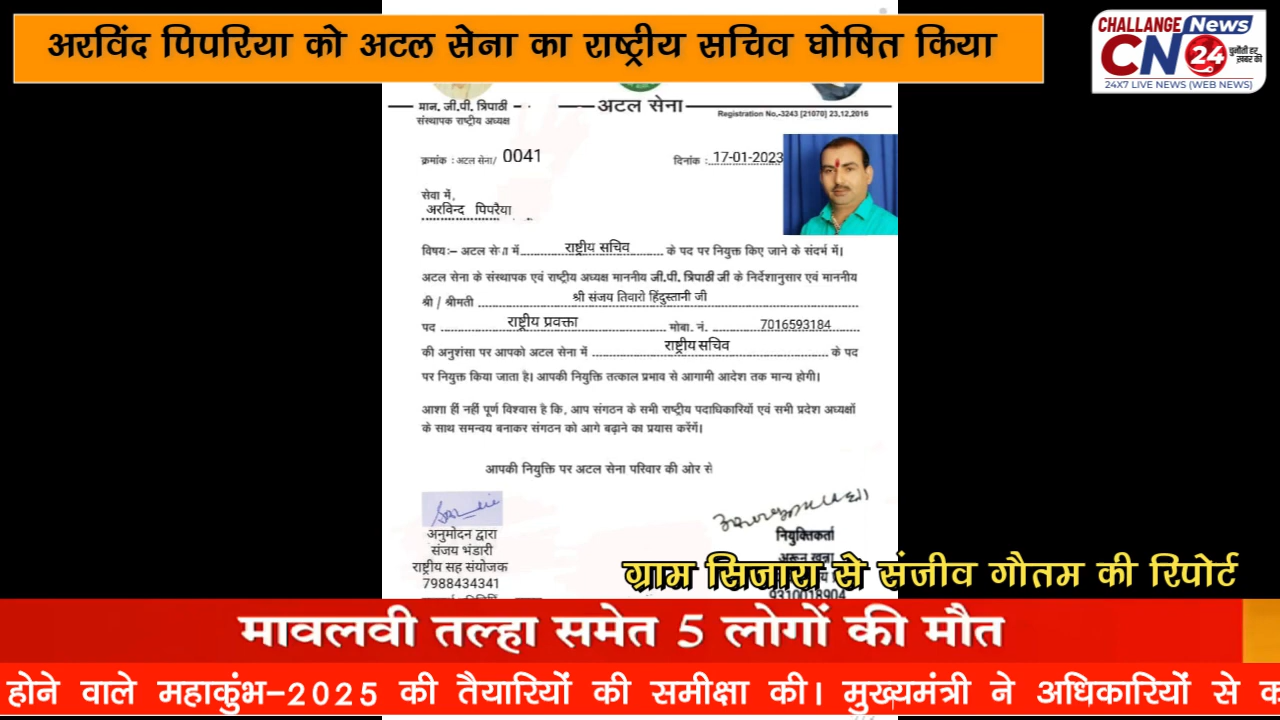 अरविंद पिपरिया को अटल सेना का राष्ट्रीय सचिव घोषित किया
CHALLANGE News
CN 24
चुनौती हर
ख़बर की
24X7 LIVE NEWS (WEB NEWS)
मान. जी.पी. त्रिपाठी
संस्थापक राष्ट्रीय अध्यक्ष
अटल सेना
Registration No,-3243 [21070] 23,12,2016
क्रमांक : अटल सेना/ 0041
दिनांक : 17-01-2023
सेवा में,
अरविन्द पिपरैया
विषयः– अटल सेना में राष्ट्रीय सचिव के पद पर नियुक्त किए जाने के संदर्भ में।
अटल सेना के संस्थापक एवं राष्ट्रीय अध्यक्ष माननीय जी.पी. त्रिपाठी जी के निर्देशानुसार एवं माननीय
श्री / श्रीमती श्री संजय तिवारो हिंदुस्तानी जी
पद राष्ट्रीय प्रवक्ता मोबा. नं. 7016593184
की अनुशंसा पर आपको अटल सेना में राष्ट्रीय सचिव के पद
पर नियुक्त किया जाता है। आपकी नियुक्ति तत्काल प्रभाव से आगामी आदेश तक मान्य होगी।
आशा हीं नहीं पूर्ण विश्वास है कि, आप संगठन के सभी राष्ट्रीय पदाधिकारियों एवं सभी प्रदेश अध्यक्षों
के साथ समन्वय बनाकर संगठन को आगे बढ़ाने का प्रयास करेंगें।
आपकी नियुक्ति पर अटल सेना परिवार की ओर से
अनुमोदन द्वारा
संजय भंडारी
राष्ट्रीय सह संयोजक
7988434341
नियुक्तिकर्ता
अरून खन्ना
9310018904
ग्राम सिजारा से संजीव गौतम की रिपोर्ट
मावलवी तल्हा समेत 5 लोगों की मौत
होने वाले महाकुंभ–2025 की तैयारियों की समीक्षा की। मुख्यमंत्री ने अधिकारियों से क